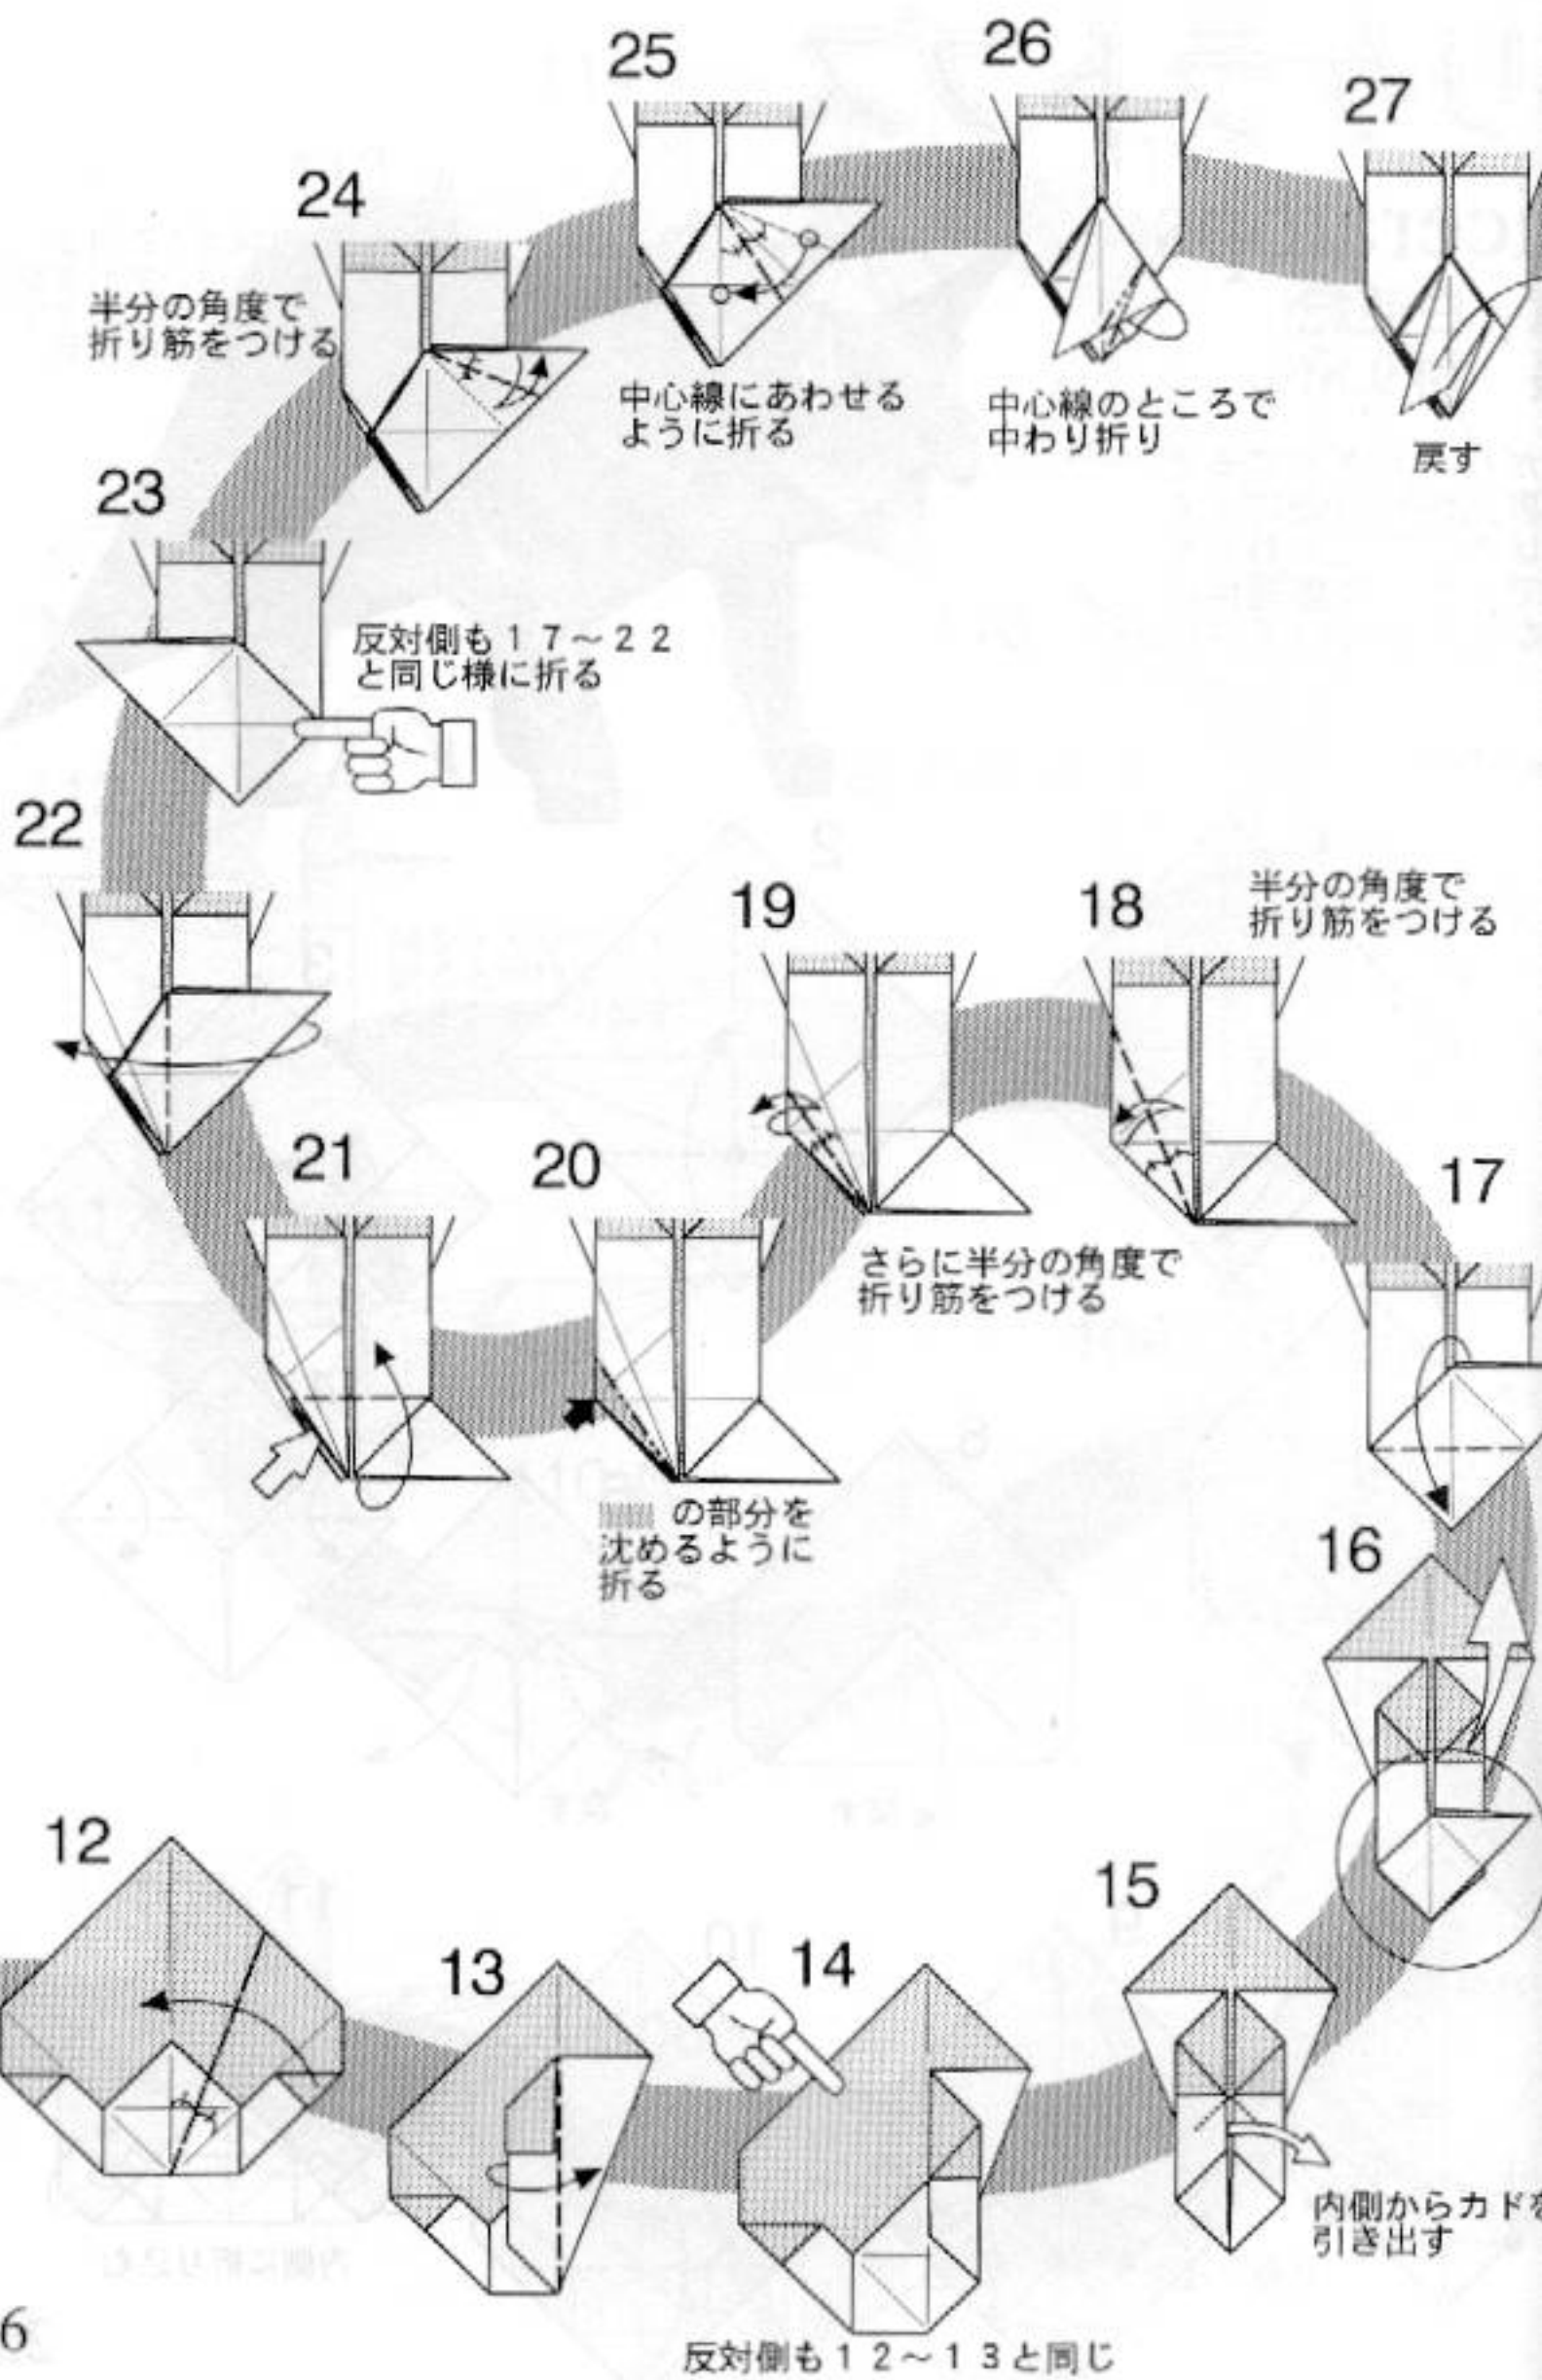 25
26
27
24
半分の角度で
折り筋をつける
中心線にあわせる
ように折る
中心線のところで
中わり折り
戻す
23
反対側も１７〜２２
と同じ様に折る
22
19
18
半分の角度で
折り筋をつける
21
20
17
さらに半分の角度で
折り筋をつける
の部分を
沈めるように
折る
16
12
13
14
15
内側からカドを
引き出す
6
反対側も１２〜１３と同じ